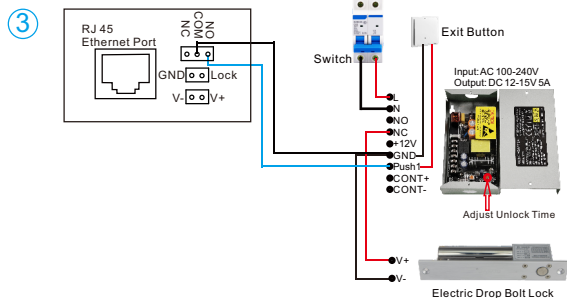 3
RJ 45
Ethernet Port
NC
COM
NO
GND
Lock
V-
V+
Switch
Exit Button
Input:AC 100-240V
Output: DC 12-15V 5A
L
N
NO
NC
+12V
GND
Push1
CONT+
CONT-
Adjust Unlock Time
V+
V-
Electric Drop Bolt Lock